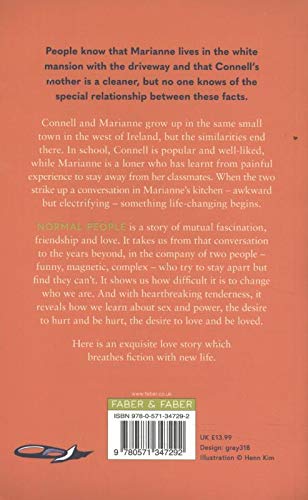 People know that Marianne lives in the white
mansion with the driveway and that Connell's
mother is a cleaner, but no one knows of the
special relationship between these facts.
Connell and Marianne grow up in the same small
town in the west of Ireland, but the similarities end
there. In school, Connell is popular and well-liked,
while Marianne is a loner who has learnt from painful
experience to stay away from her classmates. When the two
strike up a conversation in Marianne's kitchen – awkward
but electrifying – something life-changing begins.
NORMAL PEOPLE is a story of mutual fascination,
friendship and love. It takes us from that conversation
to the years beyond, in the company of two people –
funny, magnetic, complex – who try to stay apart but
find they can't. It shows us how difficult it is to change
who we are. And with heartbreaking tenderness, it
reveals how we learn about sex and power, the desire
to hurt and be hurt, the desire to love and be loved.
Here is an exquisite love story which
breathes fiction with new life.
www.faber.co.uk
FABER & FABER
ISBN 978-0-571-34729-2
9 780571 347292
UK £13.99
Design: gray318
Illustration © Henn Kim